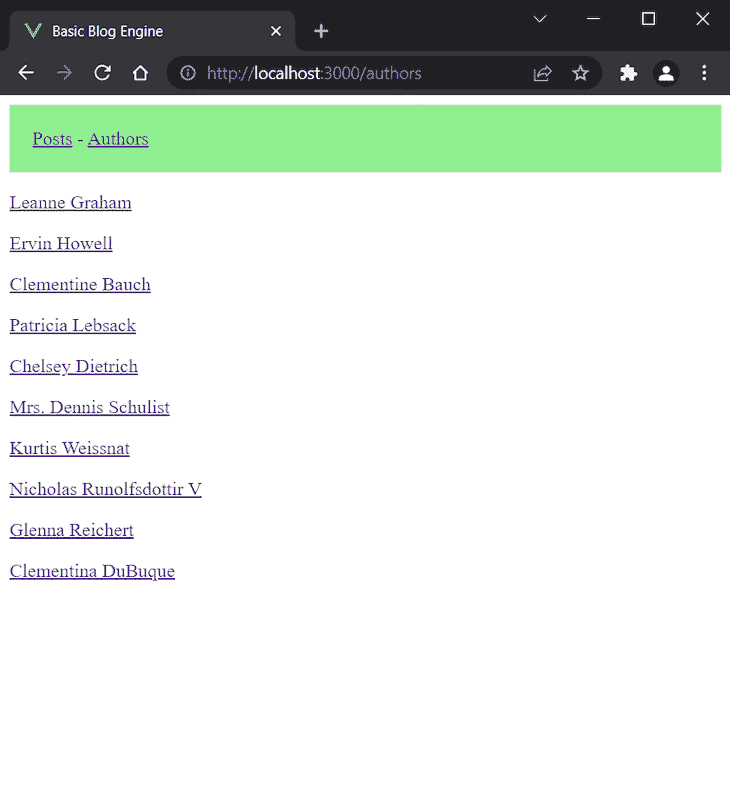 Basic Blog Engine
http://localhost:3000/authors
Posts - Authors
Leanne Graham
Ervin Howell
Clementine Bauch
Patricia Lebsack
Chelsey Dietrich
Mrs. Dennis Schulist
Kurtis Weissnat
Nicholas Runolfsdottir V
Glenna Reichert
Clementina DuBuque